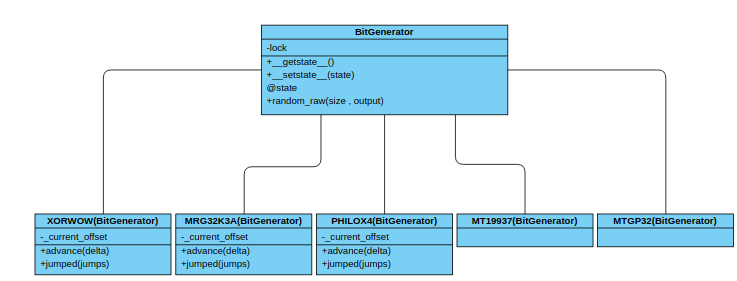 BitGenerator
-lock
+__getstate__()
+__setstate__(state)
@state
+random_raw(size , output)
XORWOW(BitGenerator)
-_current_offset
+advance(delta)
+jumped(jumps)
MRG32K3A(BitGenerator)
-_current_offset
+advance(delta)
+jumped(jumps)
PHILOX4(BitGenerator)
-_current_offset
+advance(delta)
+jumped(jumps)
MT19937(BitGenerator)
MTGP32(BitGenerator)